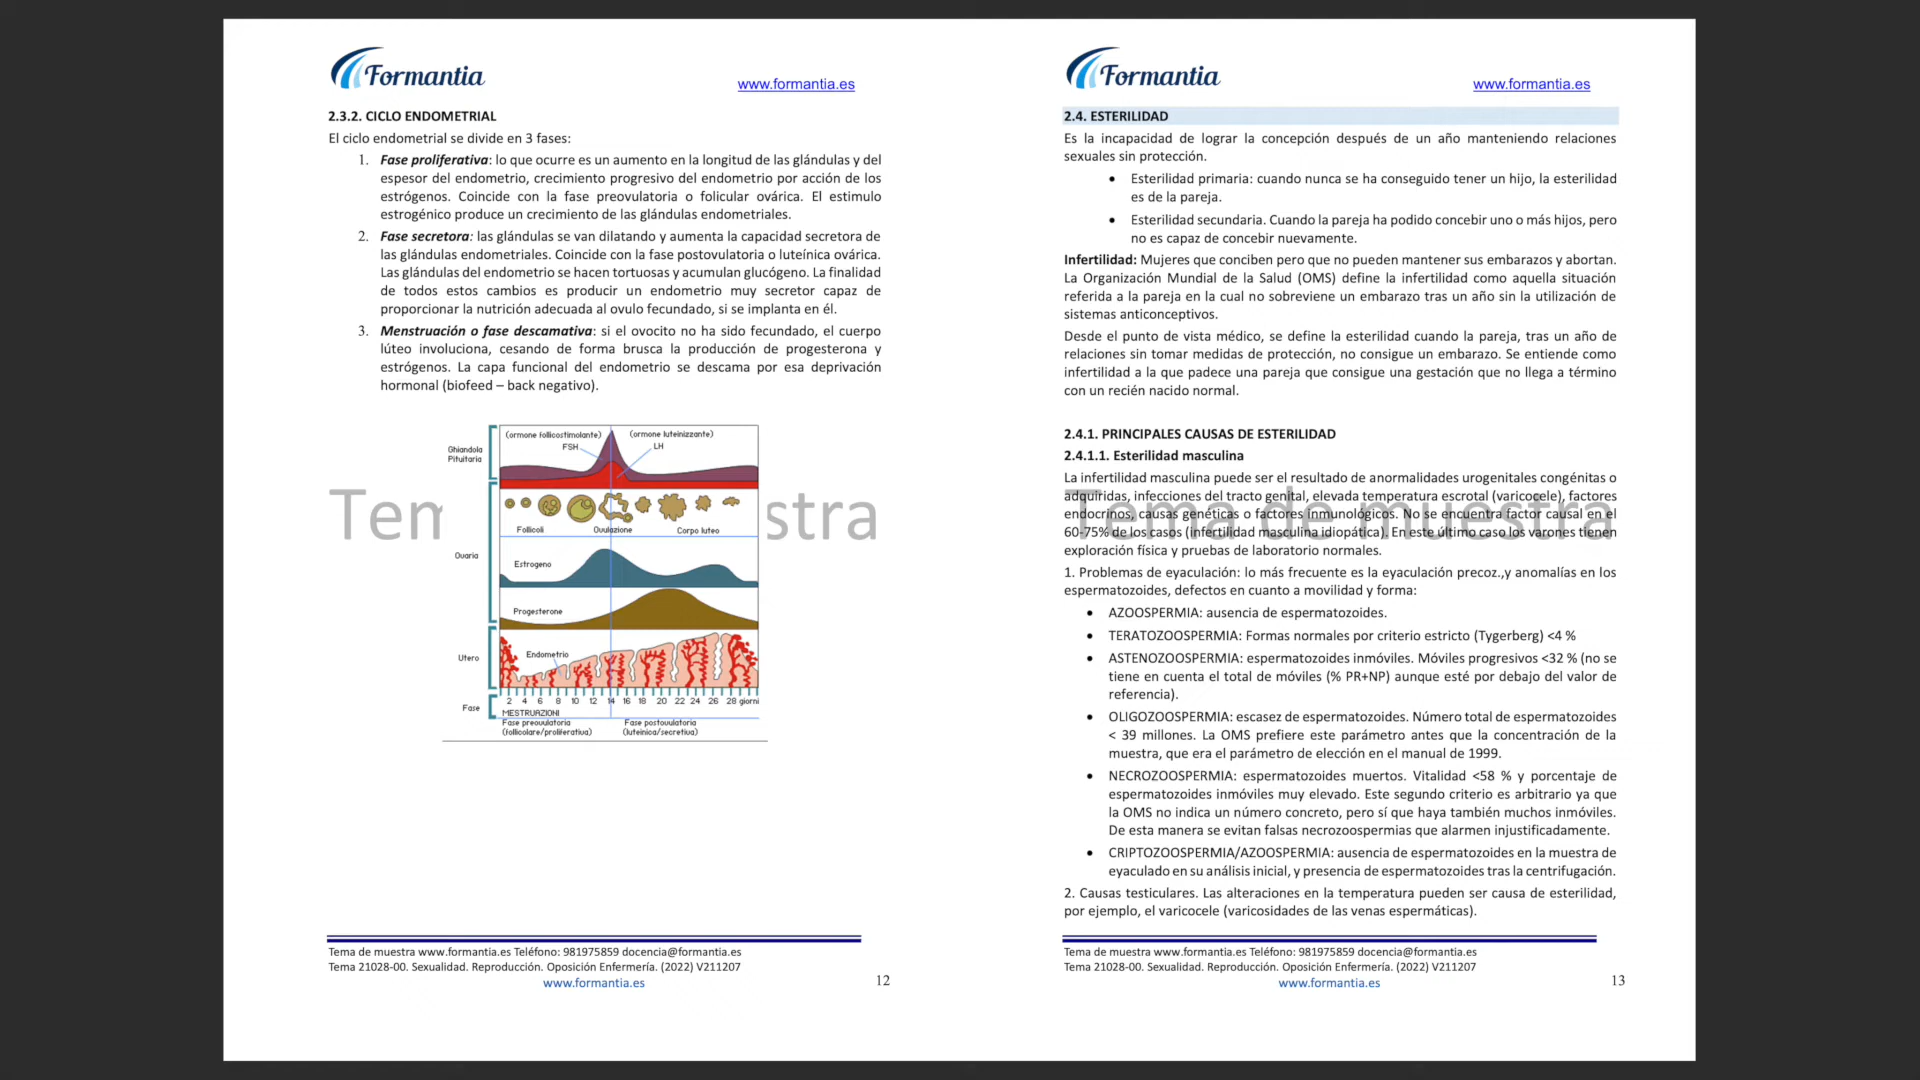 Formantia
www.formantia.es
2.3.2. CICLO ENDOMETRIAL
El ciclo endometrial se divide en 3 fases:
1. Fase proliferativa: lo que ocurre es un aumento en la longitud de las glándulas y del
espesor del endometrio, crecimiento progresivo del endometrio por acción de los
estrógenos. Coincide con la fase preovulatoria o folicular ovárica. El estimulo
estrogénico produce un crecimiento de las glándulas endometriales.
2. Fase secretora: las glándulas se van dilatando y aumenta la capacidad secretora de
las glándulas endometriales. Coincide con la fase postovulatoria o luteínica ovárica.
Las glándulas del endometrio se hacen tortuosas y acumulan glucógeno. La finalidad
de todos estos cambios es producir un endometrio muy secretor capaz de
proporcionar la nutrición adecuada al ovulo fecundado, si se implanta en él.
3. Menstruación o fase descamativa: si el ovocito no ha sido fecundado, el cuerpo
lúteo involuciona, cesando de forma brusca la producción de progesterona y
estrógenos. La capa funcional del endometrio se descama por esa deprivación
hormonal (biofeed – back negativo).
(ormone follicostimolante) (ormone luteinizzante)
FSH LH
Ghiandola
Pituitaria
Tem stra
Follicoli Ovulazione Corpo luteo
Ovaria
Estrogeno
Progesterone
Utero
Endometrio
2 4 6 8 10 12 14 16 18 20 22 24 26 28 giorni
Fase
MESTRUAZIONI
Fase preovulatoria Fase postovulatoria
(follicolare/proliferativa) (luteinica/secretiva)
Tema de muestra www.formantia.es Teléfono: 981975859 docencia@formantia.es
Tema 21028-00. Sexualidad. Reproducción. Oposición Enfermería. (2022) V211207
www.formantia.es
12
Formantia
www.formantia.es
2.4. ESTERILIDAD
Es la incapacidad de lograr la concepción después de un año manteniendo relaciones
sexuales sin protección.
• Esterilidad primaria: cuando nunca se ha conseguido tener un hijo, la esterilidad
es de la pareja.
• Esterilidad secundaria. Cuando la pareja ha podido concebir uno o más hijos, pero
no es capaz de concebir nuevamente.
Infertilidad: Mujeres que conciben pero que no pueden mantener sus embarazos y abortan.
La Organización Mundial de la Salud (OMS) define la infertilidad como aquella situación
referida a la pareja en la cual no sobreviene un embarazo tras un año sin la utilización de
sistemas anticonceptivos.
Desde el punto de vista médico, se define la esterilidad cuando la pareja, tras un año de
relaciones sin tomar medidas de protección, no consigue un embarazo. Se entiende como
infertilidad a la que padece una pareja que consigue una gestación que no llega a término
con un recién nacido normal.
2.4.1. PRINCIPALES CAUSAS DE ESTERILIDAD
2.4.1.1. Esterilidad masculina
La infertilidad masculina puede ser el resultado de anormalidades urogenitales congénitas o
adquiridas, infecciones del tracto genital, elevada temperatura escrotal (varicocele), factores
endocrinos, causas genéticas o factores inmunológicos. No se encuentra factor causal en el
60-75% de los casos (infertilidad masculina idiopática). En este último caso los varones tienen
exploración física y pruebas de laboratorio normales.
Tema de muestra
1. Problemas de eyaculación: lo más frecuente es la eyaculación precoz.,y anomalías en los
espermatozoides, defectos en cuanto a movilidad y forma:
• AZOOSPERMIA: ausencia de espermatozoides.
• TERATOZOOSPERMIA: Formas normales por criterio estricto (Tygerberg) <4 %
• ASTENOZOOSPERMIA: espermatozoides inmóviles. Móviles progresivos <32 % (no se
tiene en cuenta el total de móviles (% PR+NP) aunque esté por debajo del valor de
referencia).
• OLIGOZOOSPERMIA: escasez de espermatozoides. Número total de espermatozoides
< 39 millones. La OMS prefiere este parámetro antes que la concentración de la
muestra, que era el parámetro de elección en el manual de 1999.
• NECROZOOSPERMIA: espermatozoides muertos. Vitalidad <58 % y porcentaje de
espermatozoides inmóviles muy elevado. Este segundo criterio es arbitrario ya que
la OMS no indica un número concreto, pero sí que haya también muchos inmóviles.
De esta manera se evitan falsas necrozoospermias que alarmen injustificadamente.
• CRIPTOZOOSPERMIA/AZOOSPERMIA: ausencia de espermatozoides en la muestra de
eyaculado en su análisis inicial, y presencia de espermatozoides tras la centrifugación.
2. Causas testiculares. Las alteraciones en la temperatura pueden ser causa de esterilidad,
por ejemplo, el varicocele (varicosidades de las venas espermáticas).
Tema de muestra www.formantia.es Teléfono: 981975859 docencia@formantia.es
Tema 21028-00. Sexualidad. Reproducción. Oposición Enfermería. (2022) V211207
www.formantia.es
13